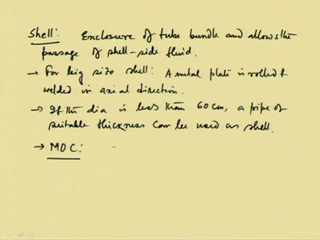 Shell: Enclosure of tube bundle and allows the
passage of shell-side fluid.
→ For big size shell: A metal plate is rolled &
welded in axial direction.
→ If the dia is less than 60 cm, a pipe of
suitable thickness can be used as shell.
→ MOC: